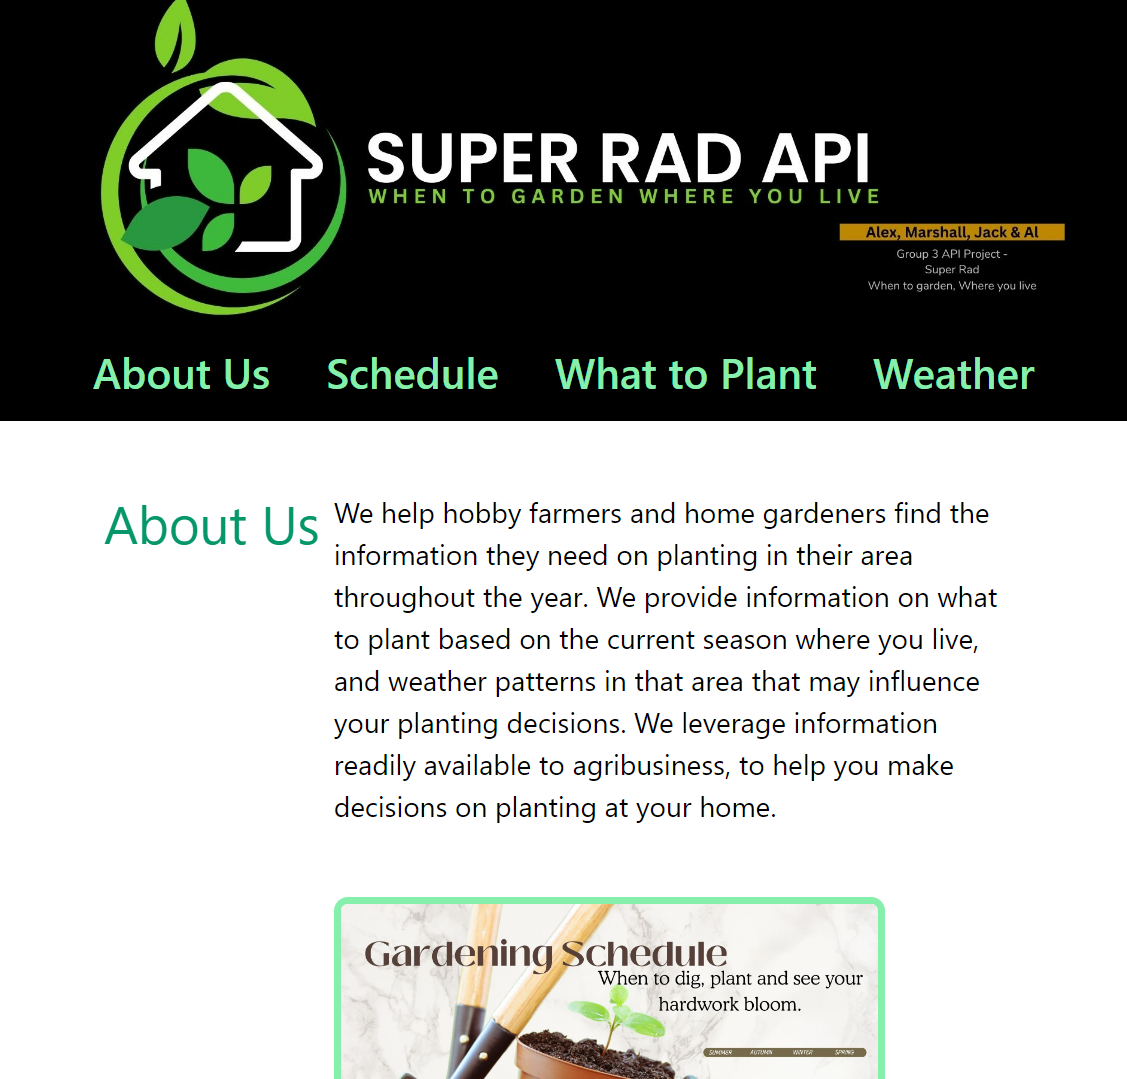 SUPER RAD API
WHEN TO GARDEN WHERE YOU LIVE
Alex, Marshall, Jack & Al
Group 3 API Project -
Super Rad
When to garden, Where you live
About Us Schedule What to Plant Weather
About Us
We help hobby farmers and home gardeners find the
information they need on planting in their area
throughout the year. We provide information on what
to plant based on the current season where you live,
and weather patterns in that area that may influence
your planting decisions. We leverage information
readily available to agribusiness, to help you make
decisions on planting at your home.
Gardening Schedule
When to dig, plant and see your
hardwork bloom.
SUMMER AUTUMN WINTER SPRING